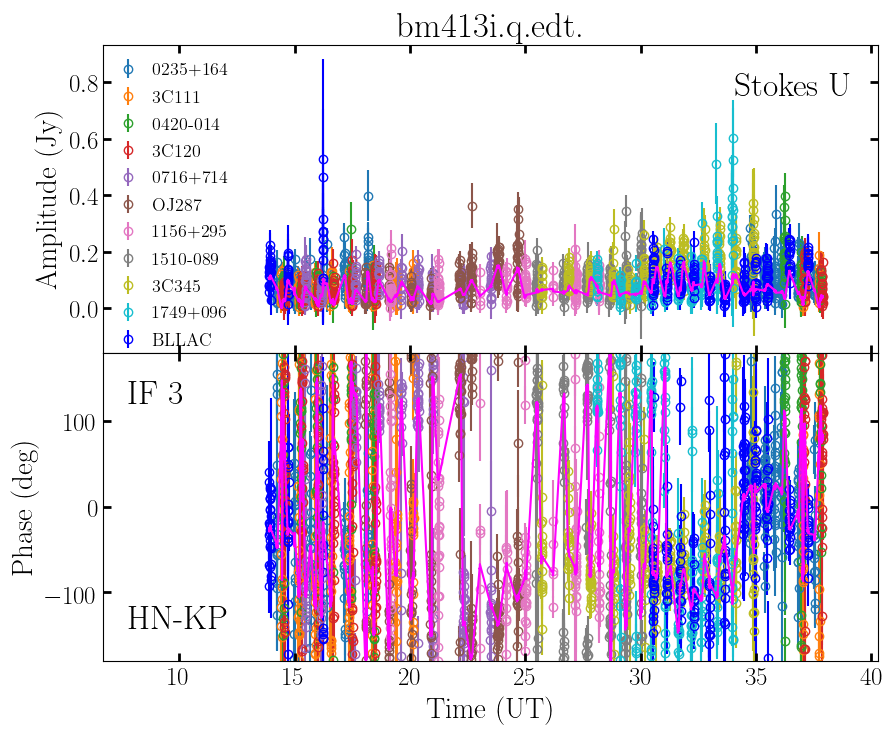 bm413i.q.edt.
Stokes U
Amplitude (Jy)
0.8
0.6
0.4
0.2
0.0
0235+164
3C111
0420-014
3C120
0716+714
OJ287
1156+295
1510-089
3C345
1749+096
BLLAC
IF 3
HN-KP
Phase (deg)
100
0
−100
10 15 20 25 30 35 40
Time (UT)